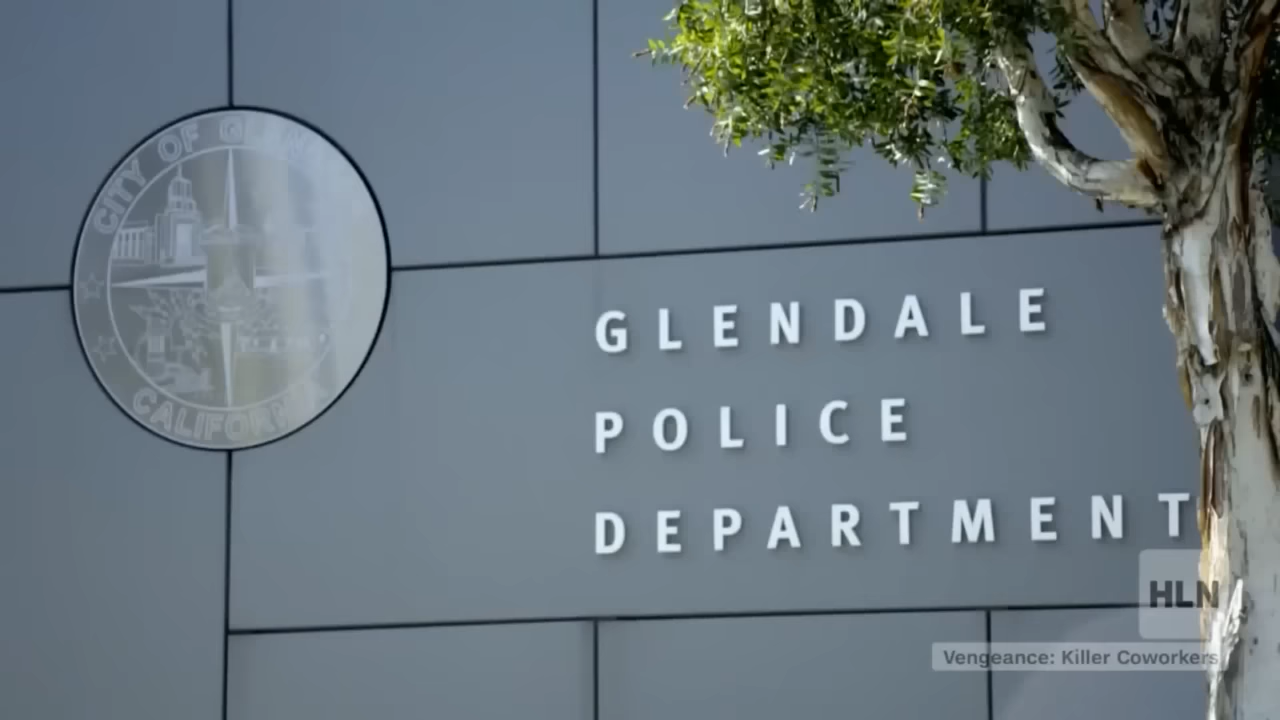 CITY OF
CALIFORNIA
GLENDALE
POLICE
DEPARTMENT
HLN
Vengeance: Killer Coworkers